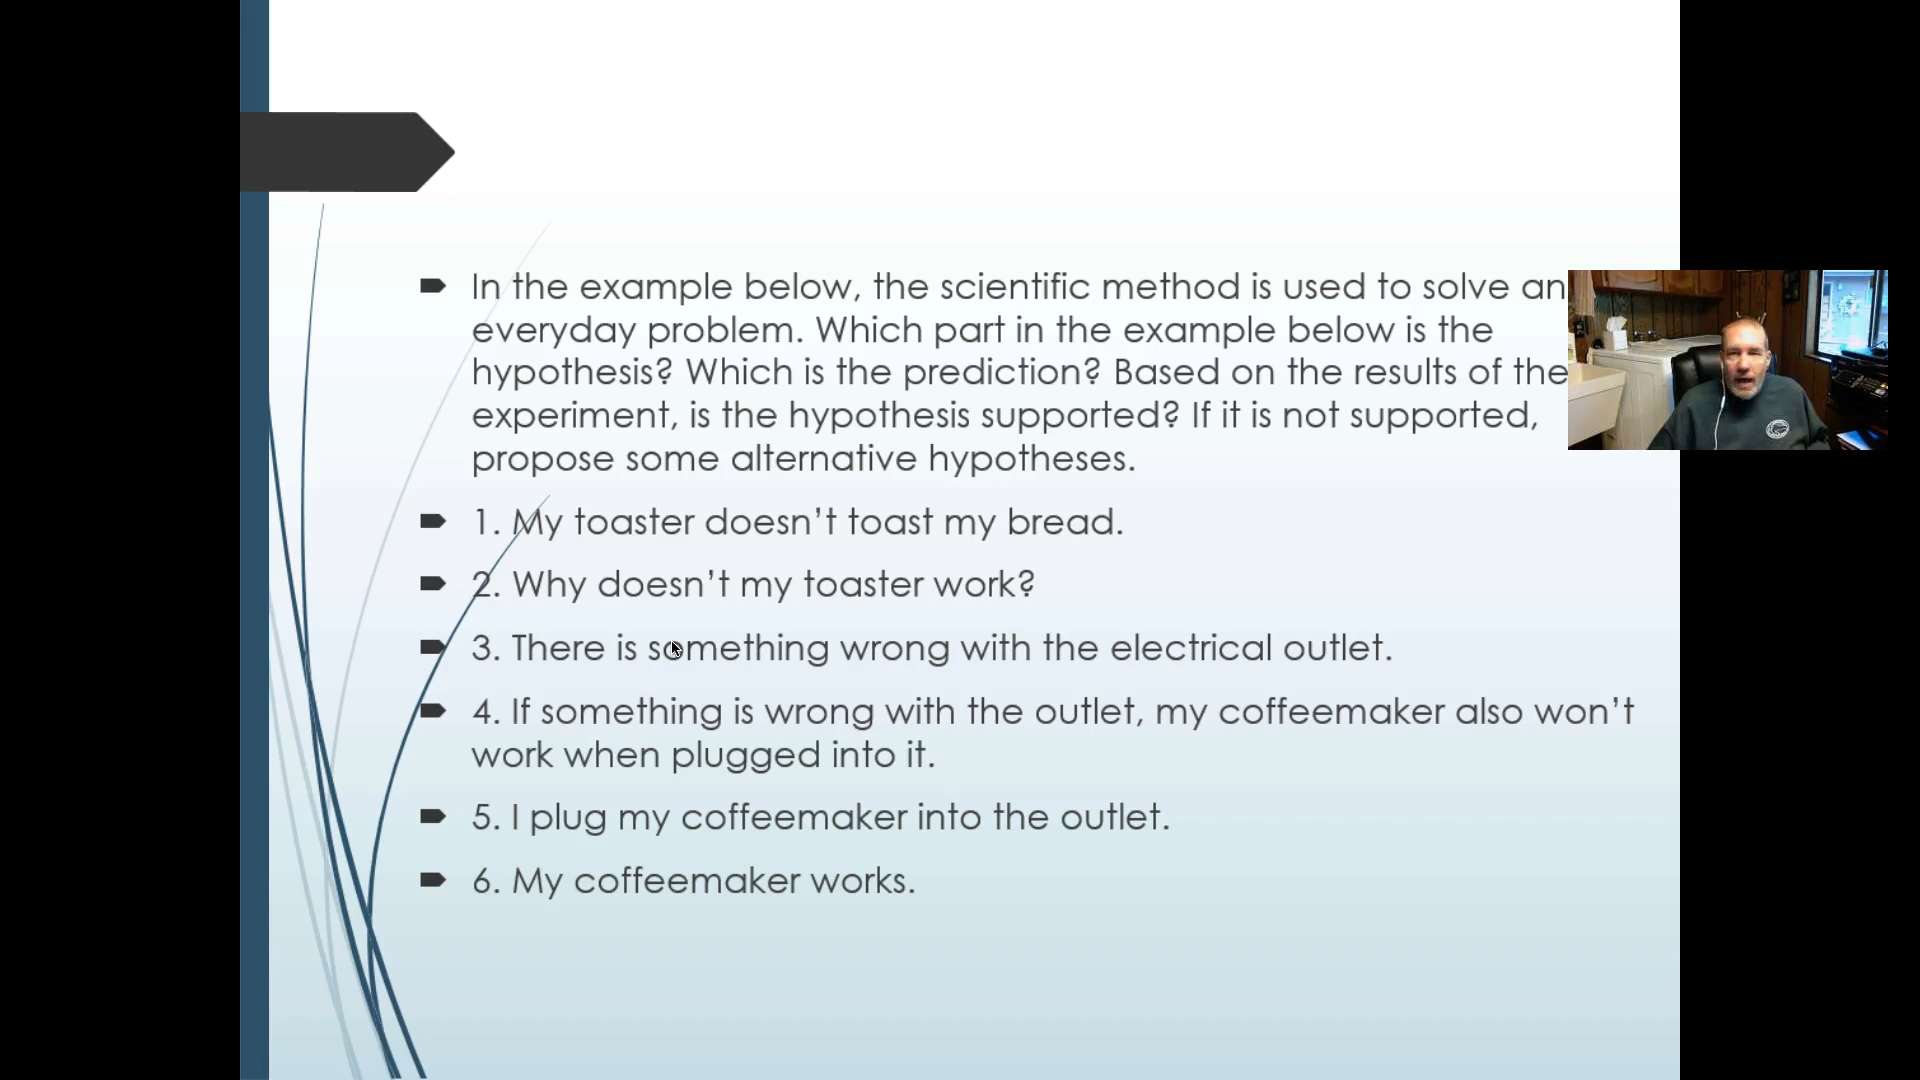 In the example below, the scientific method is used to solve an
everyday problem. Which part in the example below is the
hypothesis? Which is the prediction? Based on the results of the
experiment, is the hypothesis supported? If it is not supported,
propose some alternative hypotheses.
1. My toaster doesn’t toast my bread.
2. Why doesn’t my toaster work?
3. There is something wrong with the electrical outlet.
4. If something is wrong with the outlet, my coffeemaker also won’t
work when plugged into it.
5. I plug my coffeemaker into the outlet.
6. My coffeemaker works.